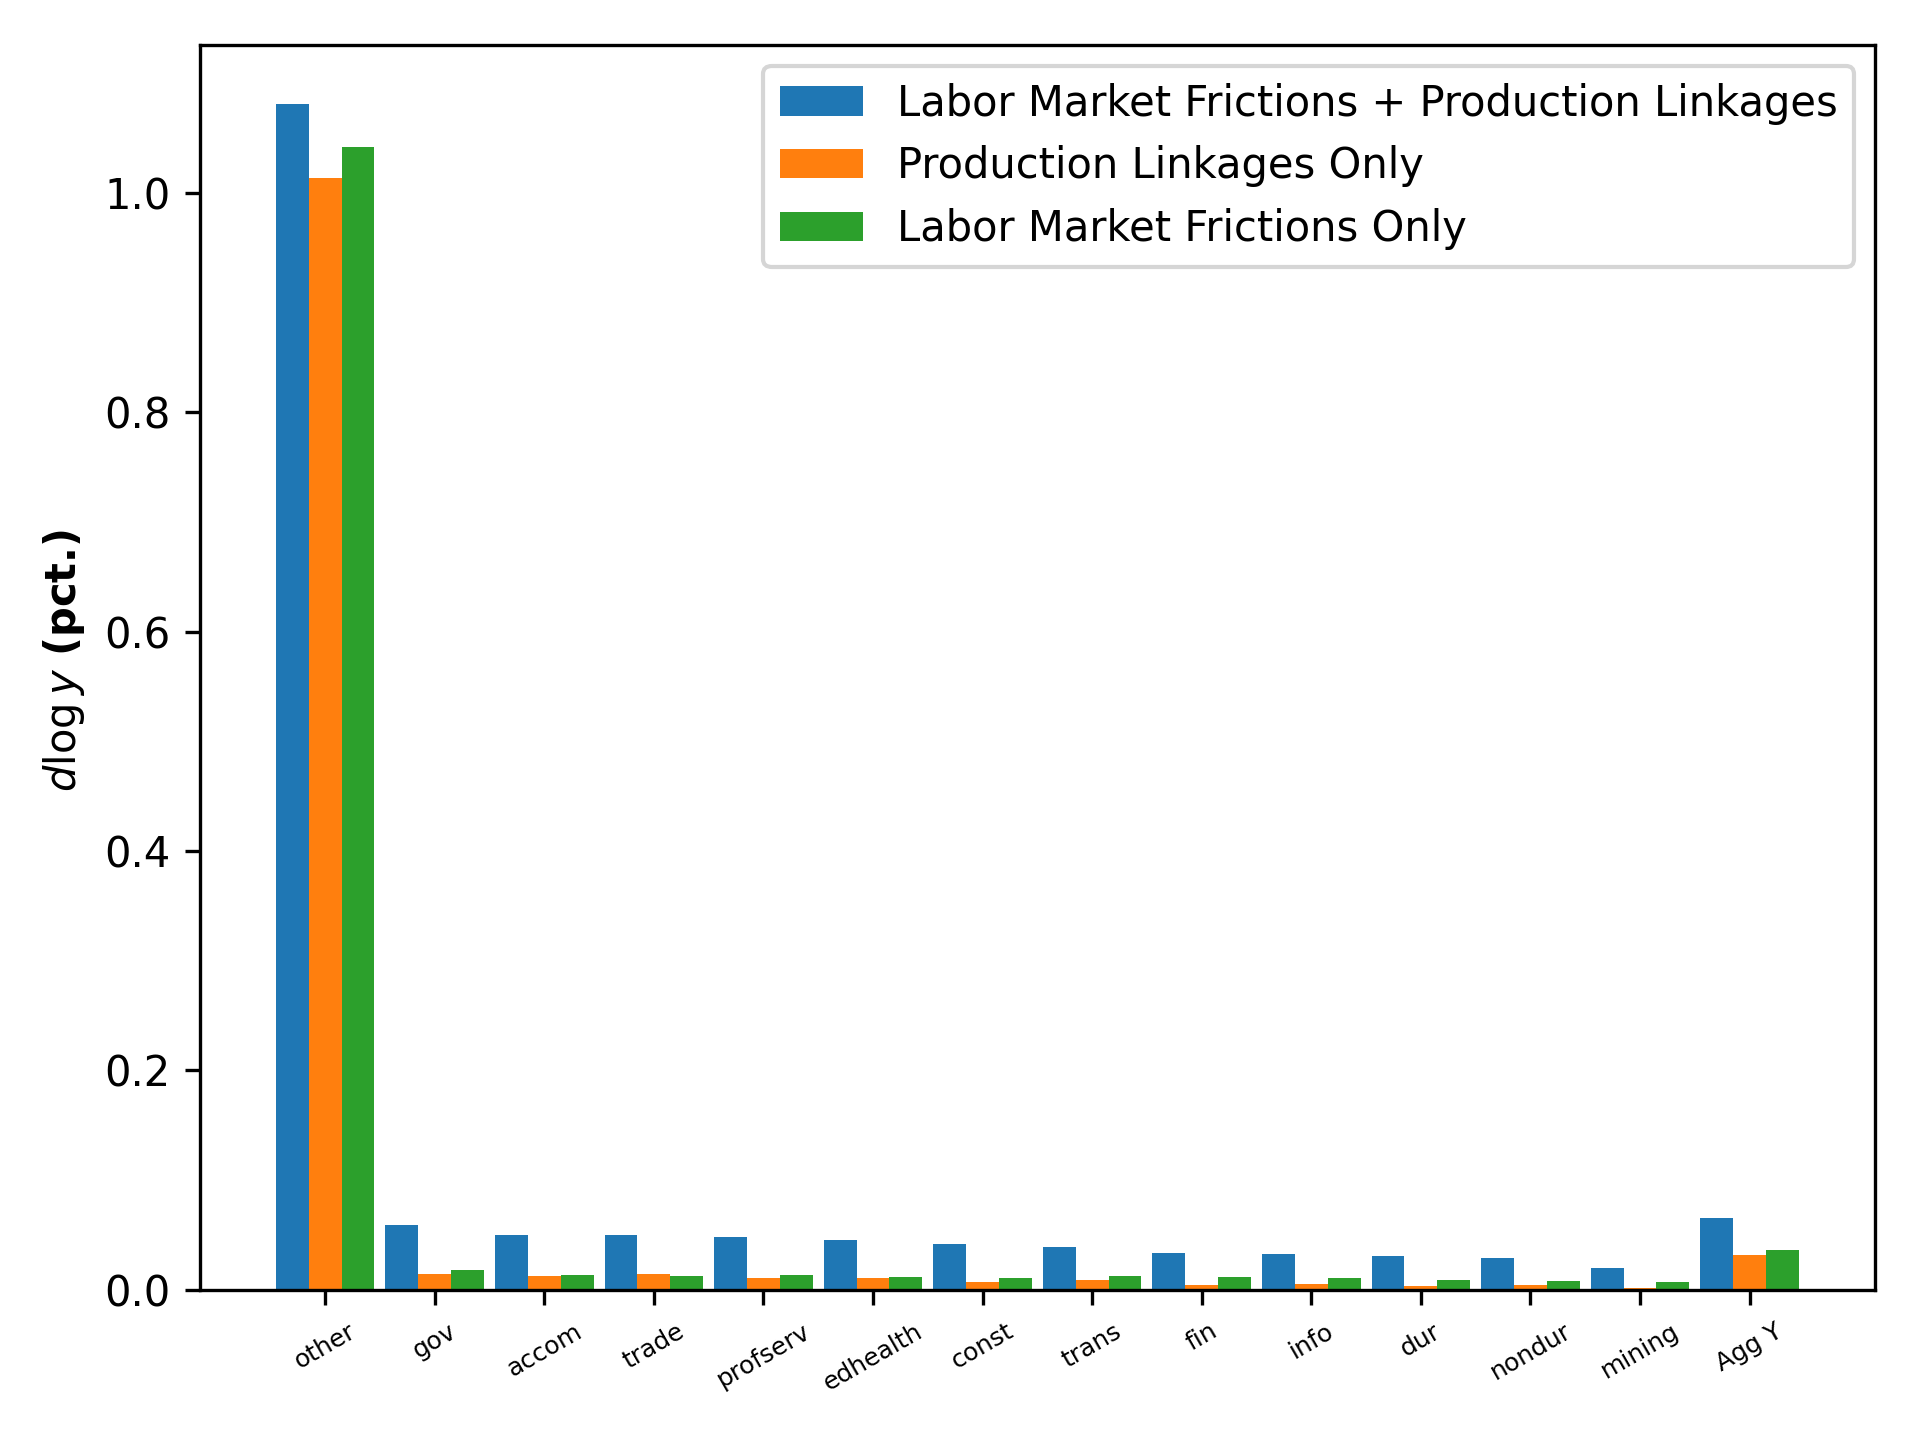 Labor Market Frictions + Production Linkages
Production Linkages Only
Labor Market Frictions Only
dlog y (pct.)
1.0
0.8
0.6
0.4
0.2
0.0
other gov accom trade profserv edhealth const trans fin info dur nondur mining Agg Y